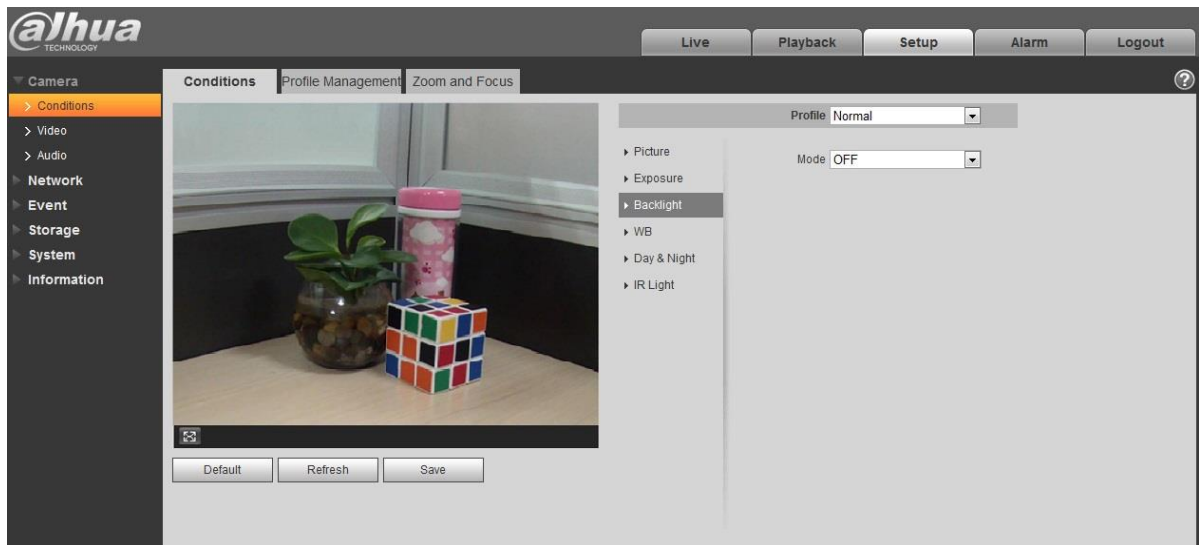 alhua
TECHNOLOGY
Live
Playback
Setup
Alarm
Logout
Camera
Conditions
Video
Audio
Network
Event
Storage
System
Information
Conditions
Profile Management
Zoom and Focus
?
Profile Normal
Picture
Exposure
Backlight
WB
Day & Night
IR Light
Mode OFF
Default
Refresh
Save